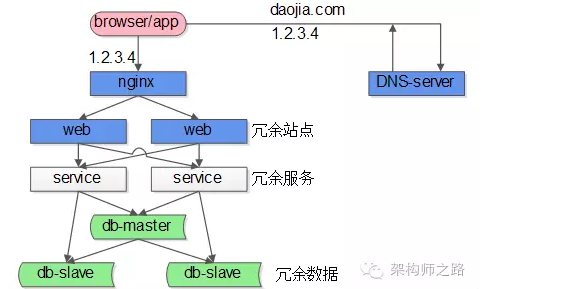 daojia.com
browser/app
1.2.3.4
1.2.3.4
nginx
DNS-server
web
web
冗余站点
service
service
冗余服务
db-master
db-slave
db-slave
冗余数据
架构师之路